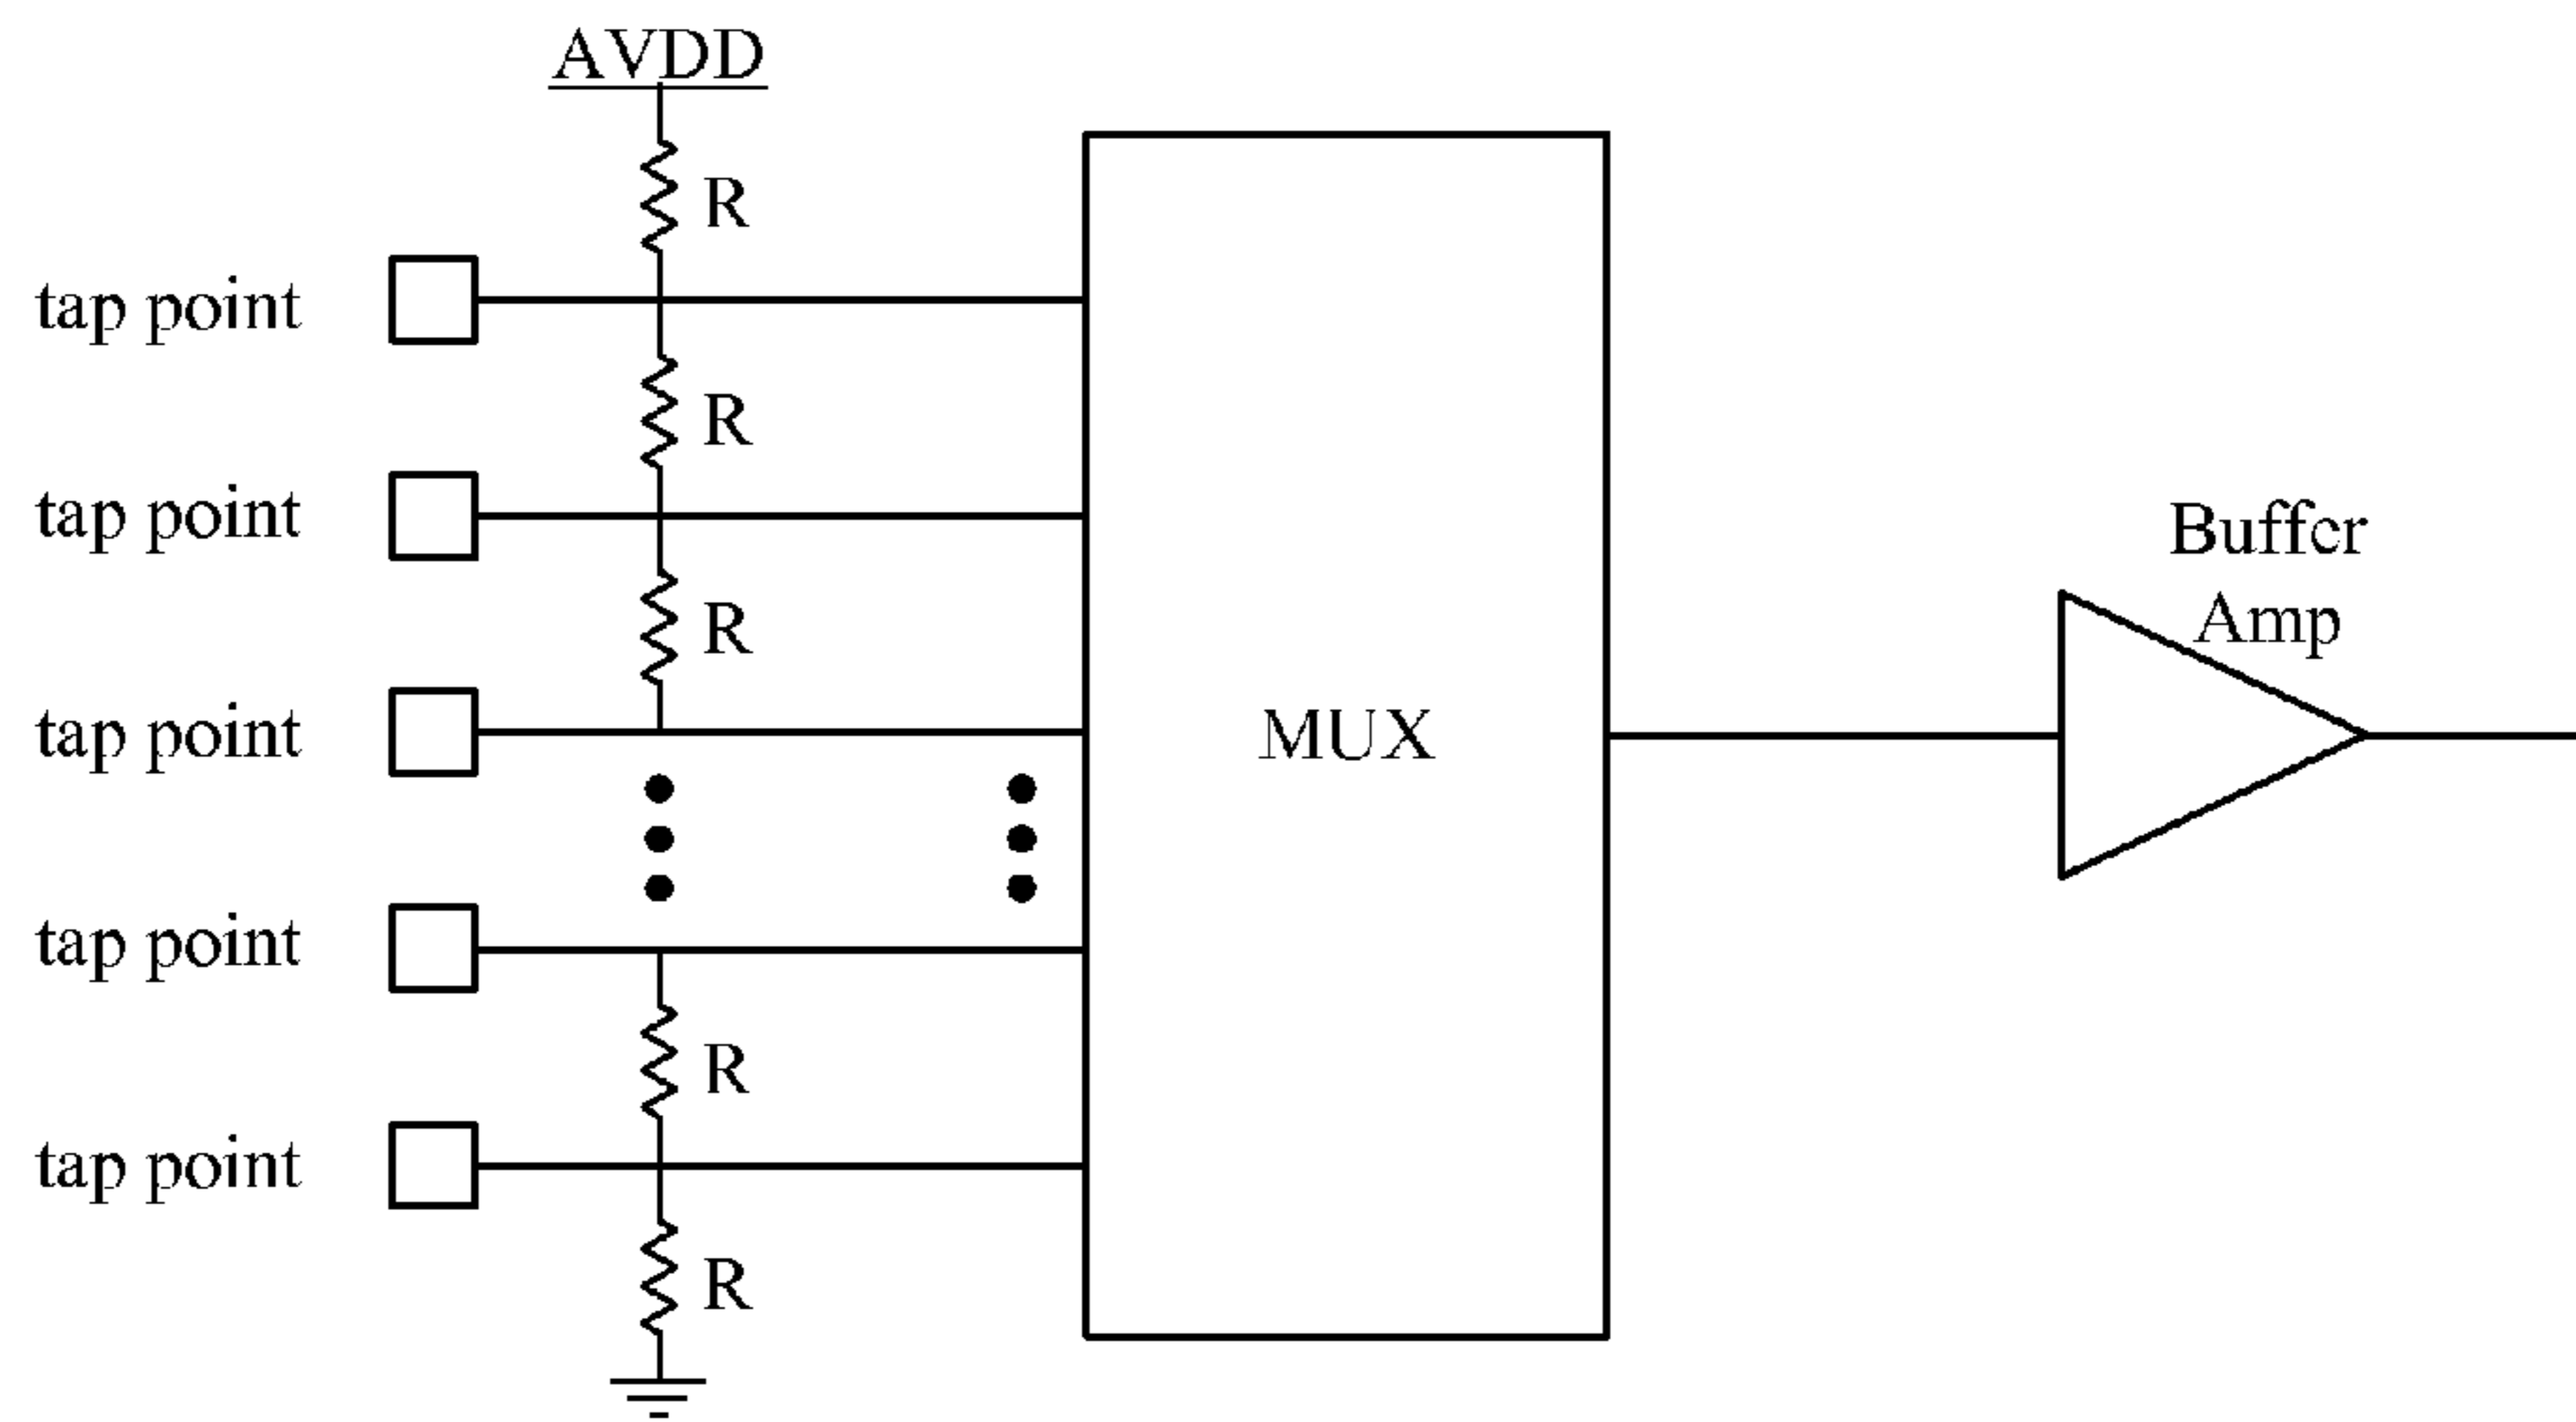 AVDD
R
tap point
R
tap point
R
tap point
MUX
Buffer
Amp
tap point
R
tap point
R